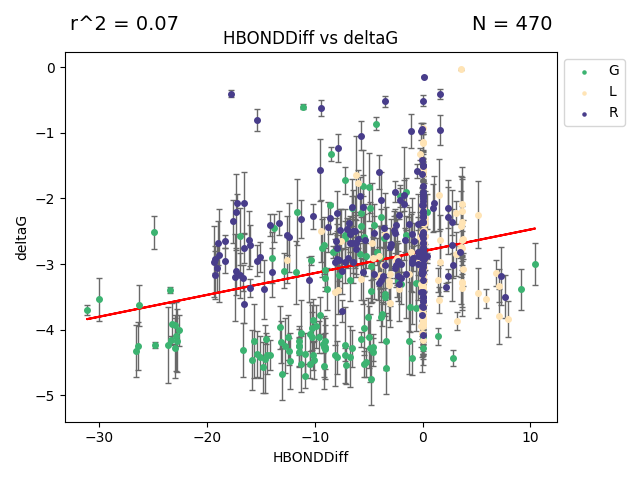 r^2 = 0.07
N = 470
HBONDDiff vs deltaG
0
−1
−2
−3
−4
−5
deltaG
−30
−20
−10
0
10
HBONDDiff
G
L
R